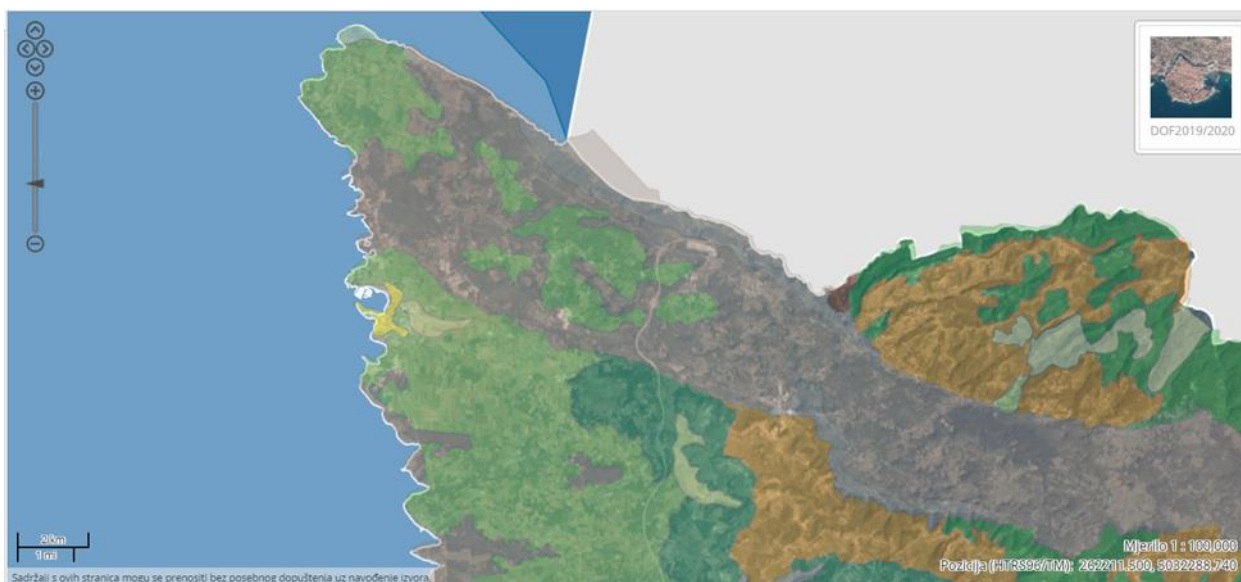 DOF2019/2020
2 km
1 mi
Mjerilo 1 : 100,000
Pozicija (HTRS96/TM): 262211.500, 5032288.740
Sadržaji s ovih stranica mogu se prenositi bez posebnog dopuštenja uz navođenje izvora.